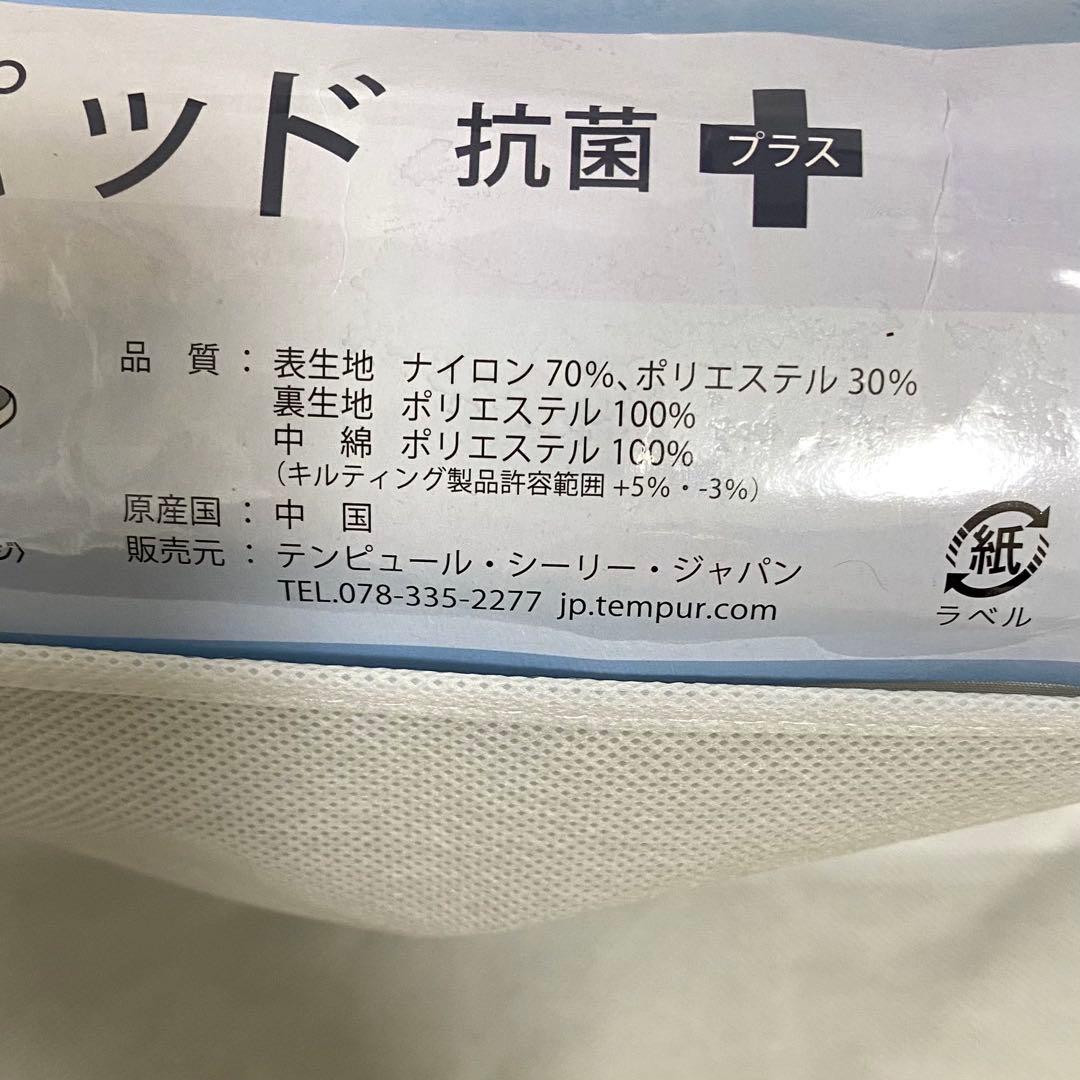 ッド 抗菌 プラス
品 質 : 表生地 ナイロン 70%、ポリエステル 30%
裏生地 ポリエステル 100%
中 綿 ポリエステル 100%
(キルティング製品許容範囲 +5%・-3%)
原産国 : 中 国
販売元 : テンピュール・シーリー・ジャパン
TEL.078-335-2277 jp.tempur.com
紙
ラベル